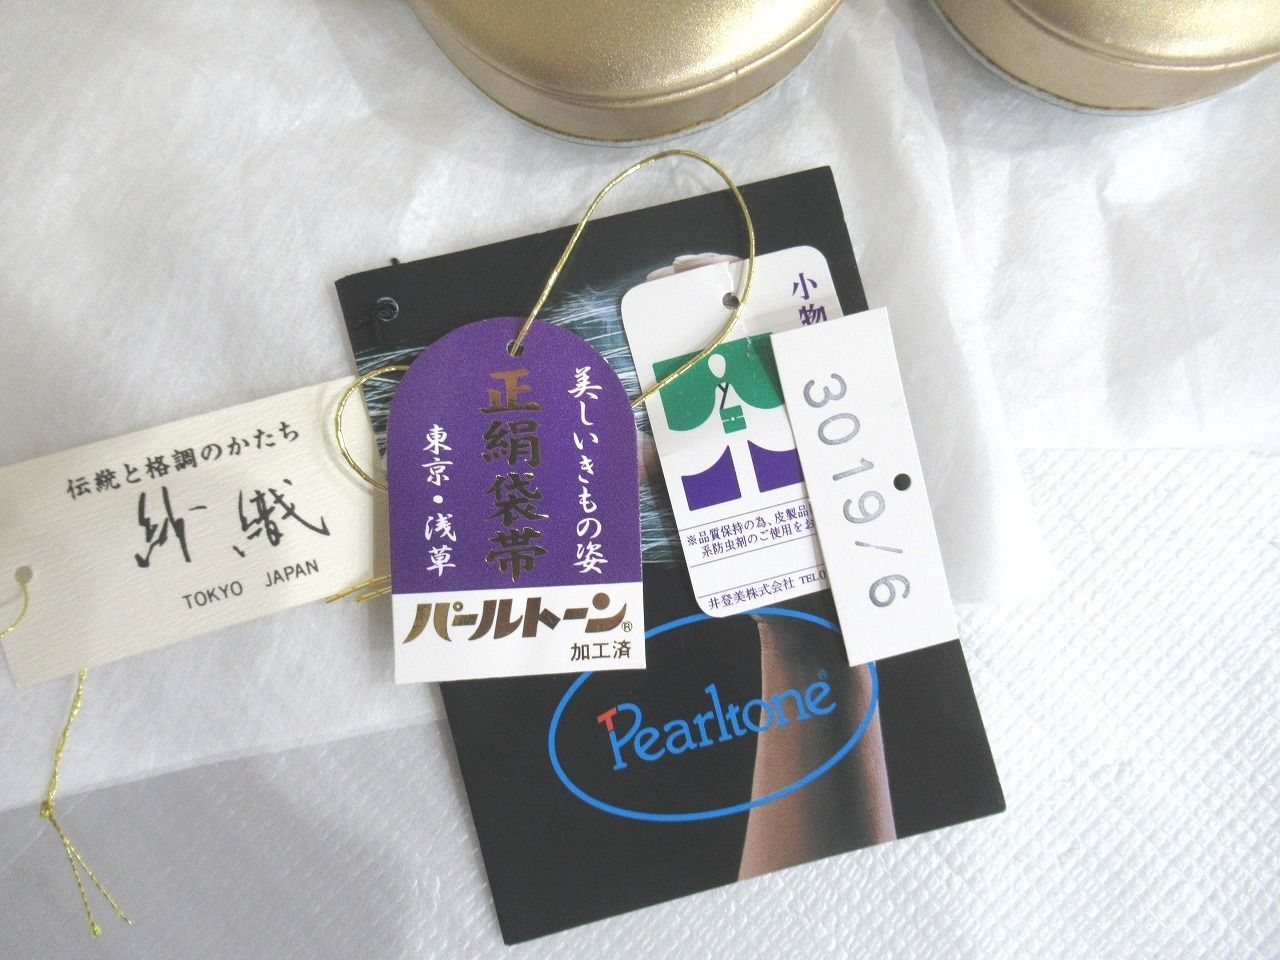 伝統と格調のかたち
紗織
TOKYO JAPAN
美しいきもの姿
正絹袋帯
東京・浅草
パールトーン®
加工済
小物
※品質保持の為、皮製品
系防虫剤のご使用をお
井登美株式会社 TEL0
3019/6
Pearltone®